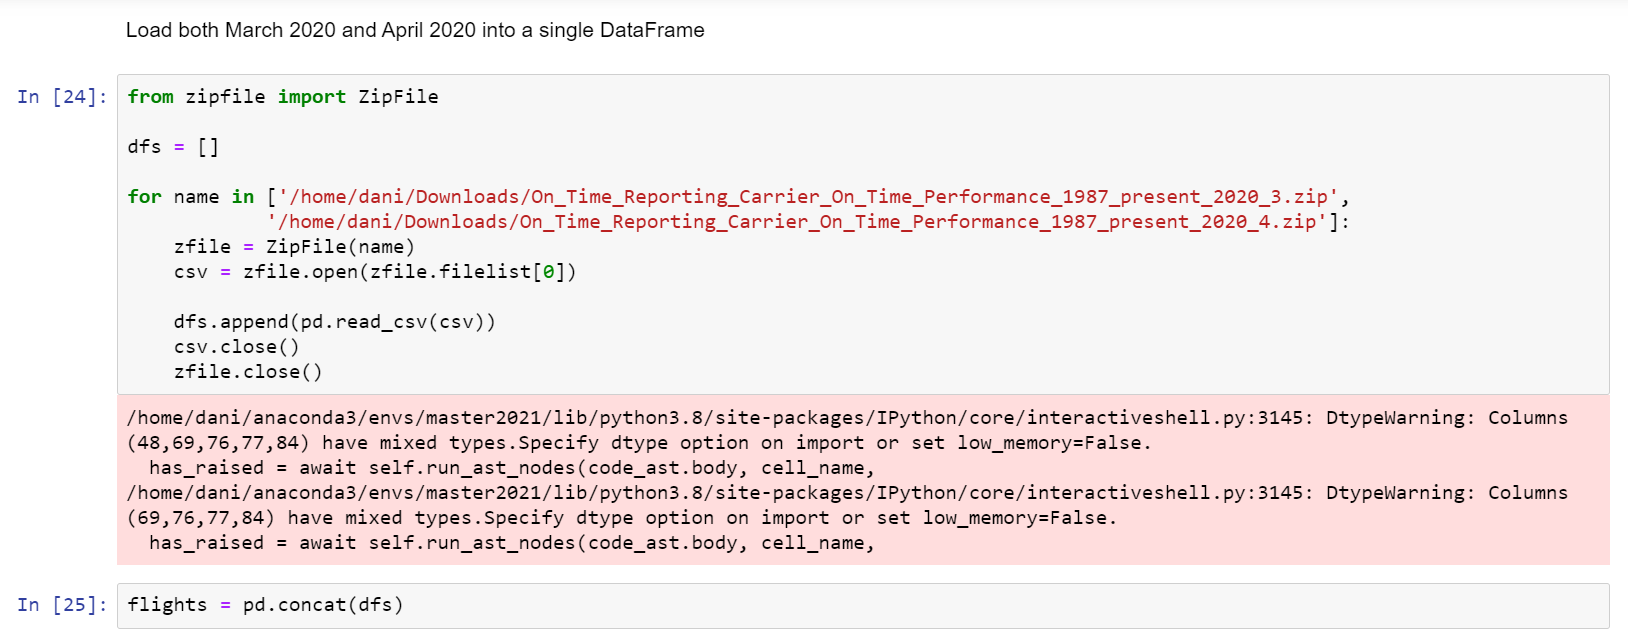 Load both March 2020 and April 2020 into a single DataFrame
In [24]: from zipfile import ZipFile
dfs = []
for name in ['/home/dani/Downloads/On_Time_Reporting_Carrier_On_Time_Performance_1987_present_2020_3.zip',
'/home/dani/Downloads/On_Time_Reporting_Carrier_On_Time_Performance_1987_present_2020_4.zip']:
zfile = ZipFile(name)
csv = zfile.open(zfile.filelist[0])
dfs.append(pd.read_csv(csv))
csv.close()
zfile.close()
/home/dani/anaconda3/envs/master2021/lib/python3.8/site-packages/IPython/core/interactiveshell.py:3145: DtypeWarning: Columns
(48,69,76,77,84) have mixed types.Specify dtype option on import or set low_memory=False.
has_raised = await self.run_ast_nodes(code_ast.body, cell_name,
/home/dani/anaconda3/envs/master2021/lib/python3.8/site-packages/IPython/core/interactiveshell.py:3145: DtypeWarning: Columns
(69,76,77,84) have mixed types.Specify dtype option on import or set low_memory=False.
has_raised = await self.run_ast_nodes(code_ast.body, cell_name,
In [25]: flights = pd.concat(dfs)